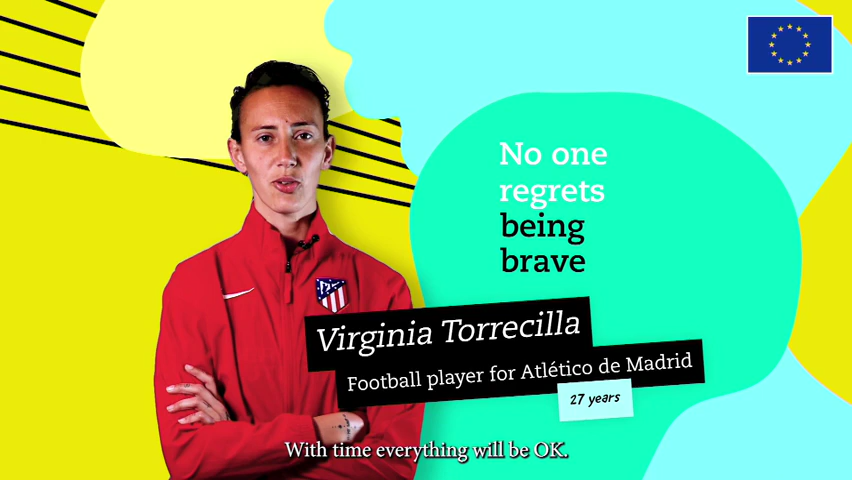 No one
regrets
being
brave
Virginia Torrecilla
Football player for Atlético de Madrid
27 years
With time everything will be OK.